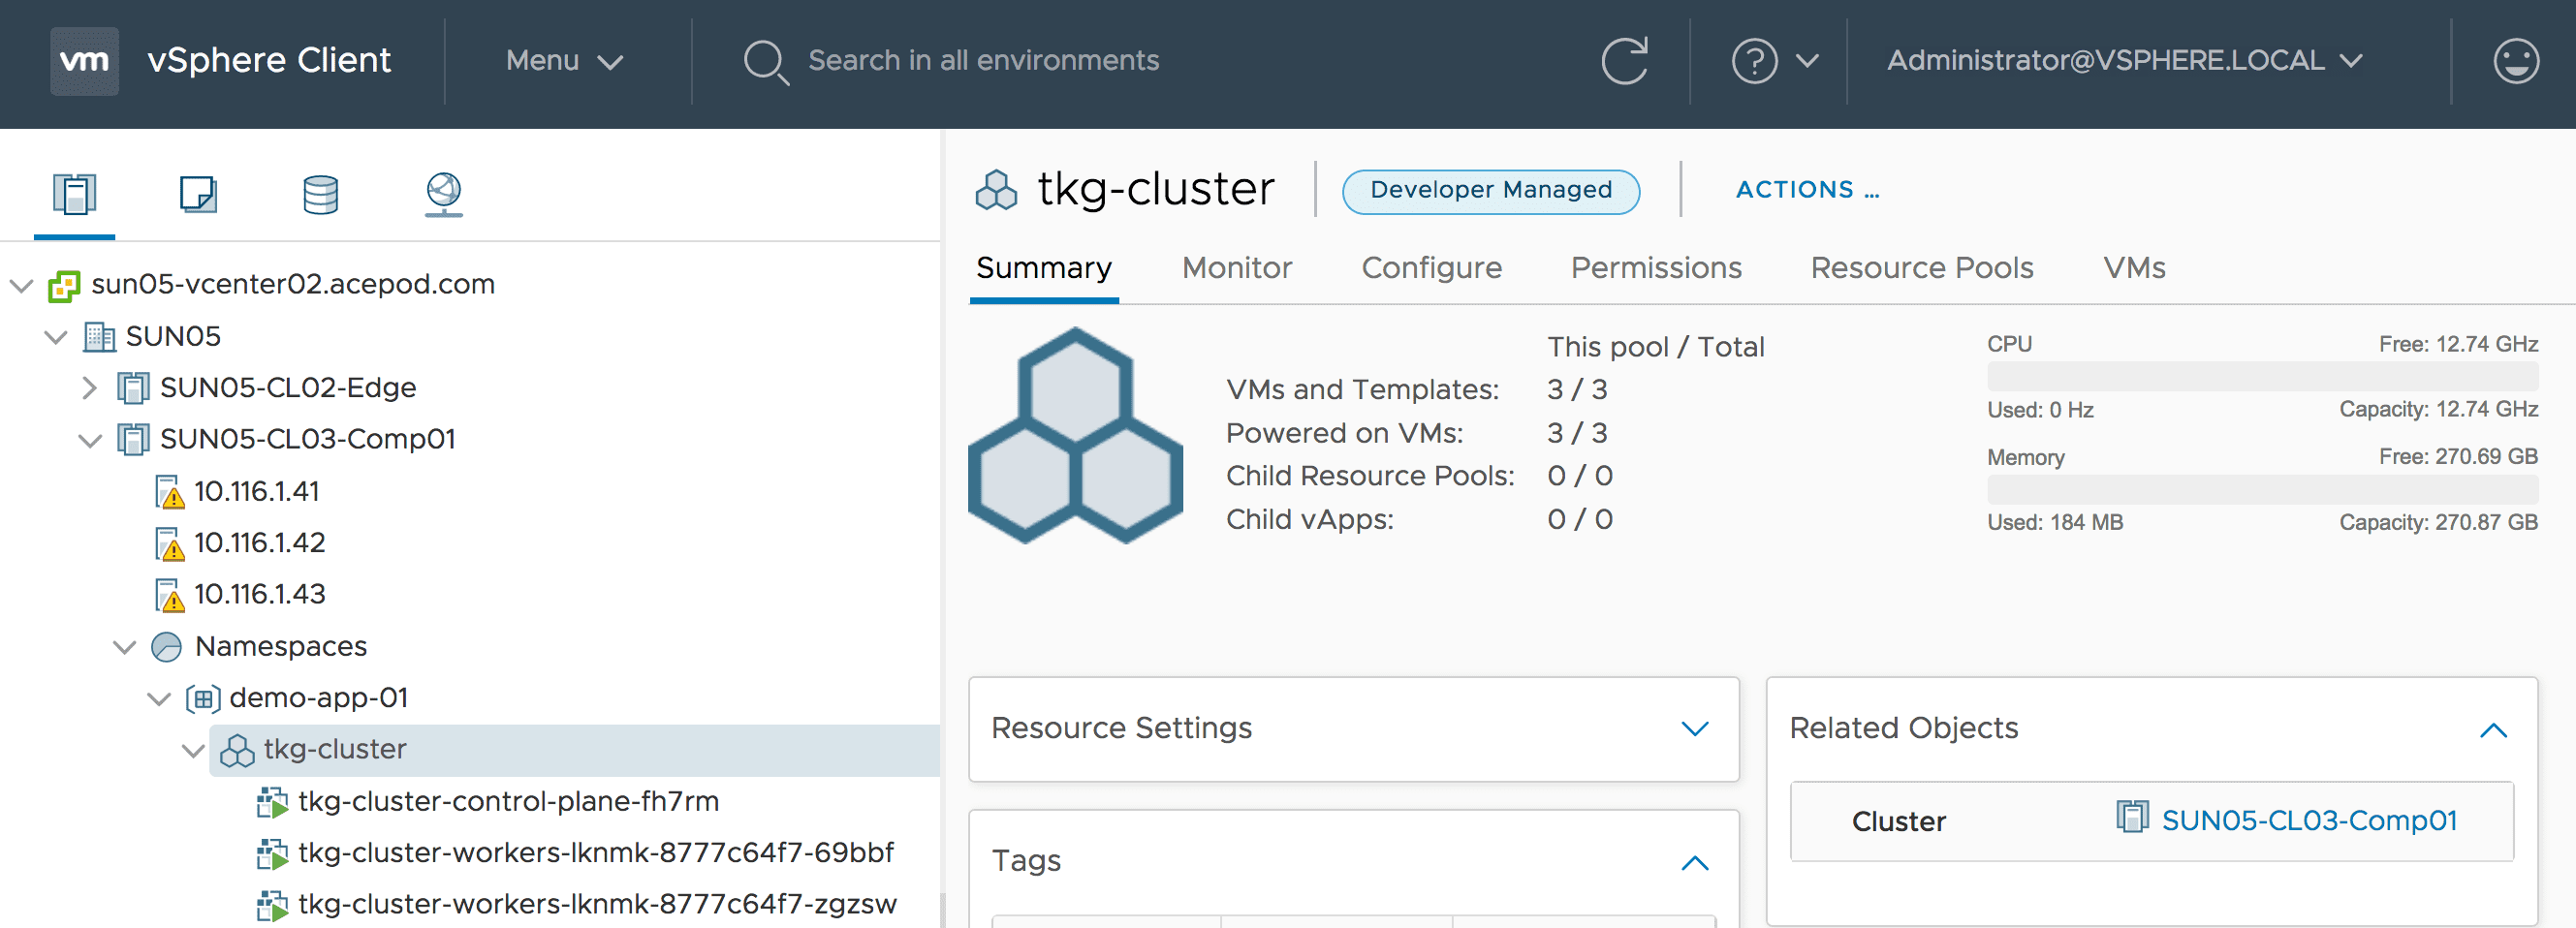 vm vSphere Client Menu Search in all environments ? Administrator@VSPHERE.LOCAL
sun05-vcenter02.acepod.com
SUN05
SUN05-CL02-Edge
SUN05-CL03-Comp01
10.116.1.41
10.116.1.42
10.116.1.43
Namespaces
demo-app-01
tkg-cluster
tkg-cluster-control-plane-fh7rm
tkg-cluster-workers-lknmk-8777c64f7-69bbf
tkg-cluster-workers-lknmk-8777c64f7-zgzsw
tkg-cluster Developer Managed ACTIONS ...
Summary Monitor Configure Permissions Resource Pools VMs
This pool / Total
VMs and Templates: 3 / 3
Powered on VMs: 3 / 3
Child Resource Pools: 0 / 0
Child vApps: 0 / 0
CPU Free: 12.74 GHz
Used: 0 Hz Capacity: 12.74 GHz
Memory Free: 270.69 GB
Used: 184 MB Capacity: 270.87 GB
Resource Settings
Tags
Related Objects
Cluster SUN05-CL03-Comp01